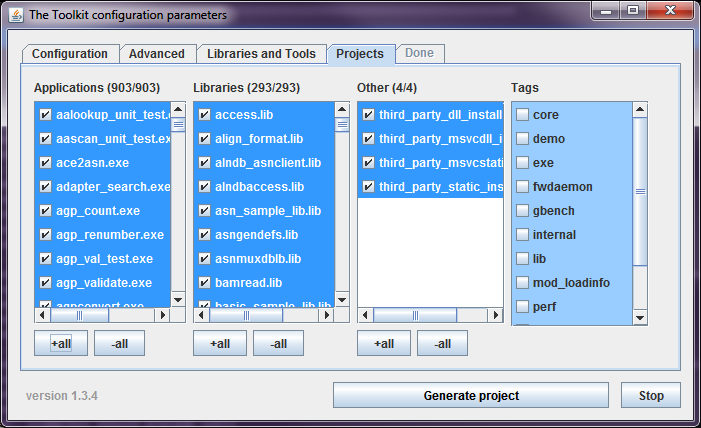 The Toolkit configuration parameters
Configuration Advanced Libraries and Tools Projects Done
Applications (903/903) Libraries (293/293) Other (4/4) Tags
aalookup_unit_test.
aascan_unit_test.ex
ace2asn.exe
adapter_search.exe
agp_count.exe
agp_renumber.exe
agp_val_test.exe
agp_validate.exe
agpconvert.exe
access.lib
align_format.lib
alndb_asnclient.lib
alndbaccess.lib
asn_sample_lib.lib
asngendefs.lib
asnmuxdblb.lib
bamread.lib
basic_sample_lib.lib
third_party_dll_install
third_party_msvcdll_i
third_party_msvcstati
third_party_static_ins
core
demo
exe
fwdaemon
gbench
internal
lib
mod_loadinfo
perf
+all -all +all -all +all -all
version 1.3.4 Generate project Stop